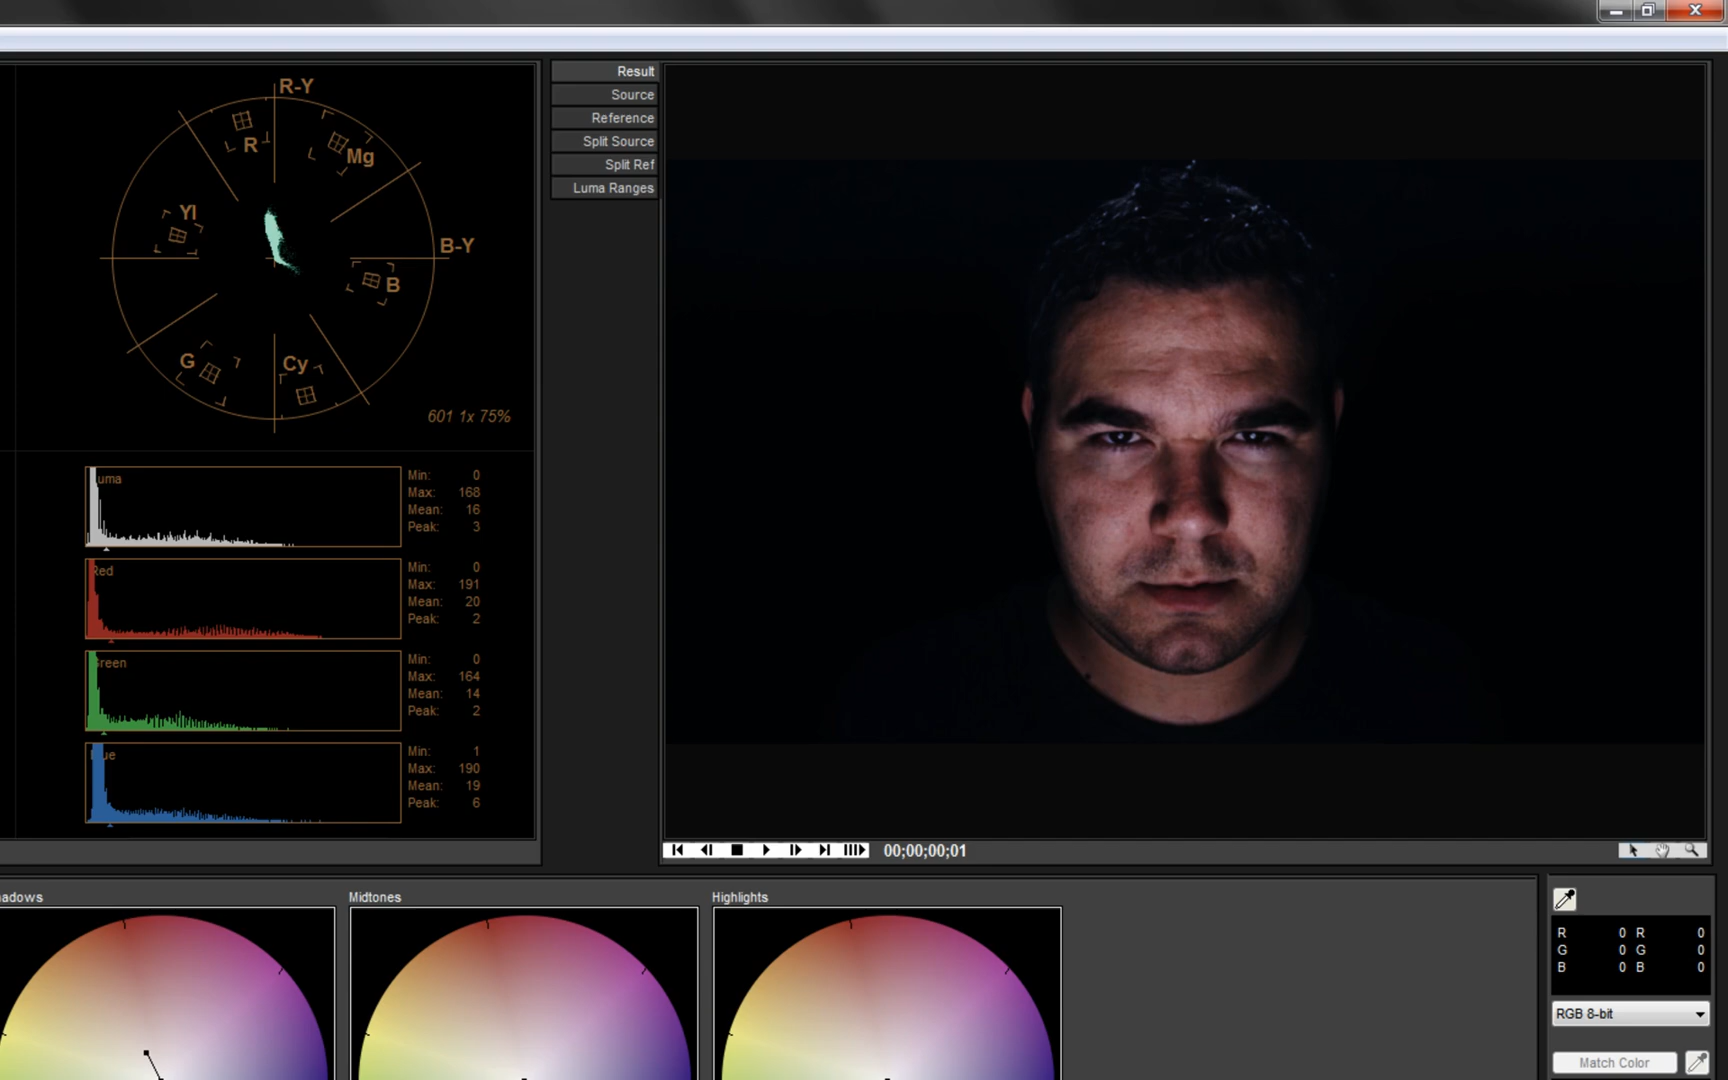 R-Y
R
Mg
Yl
B-Y
B
G
Cy
601 1x 75%
uma
Min: 0
Max: 168
Mean: 16
Peak: 3
Red
Min: 0
Max: 191
Mean: 20
Peak: 2
Green
Min: 0
Max: 164
Mean: 14
Peak: 2
ue
Min: 1
Max: 190
Mean: 19
Peak: 6
Result
Source
Reference
Split Source
Split Ref
Luma Ranges
00;00;00;01
adows
Midtones
Highlights
R 0 R 0
G 0 G 0
B 0 B 0
RGB 8-bit
Match Color